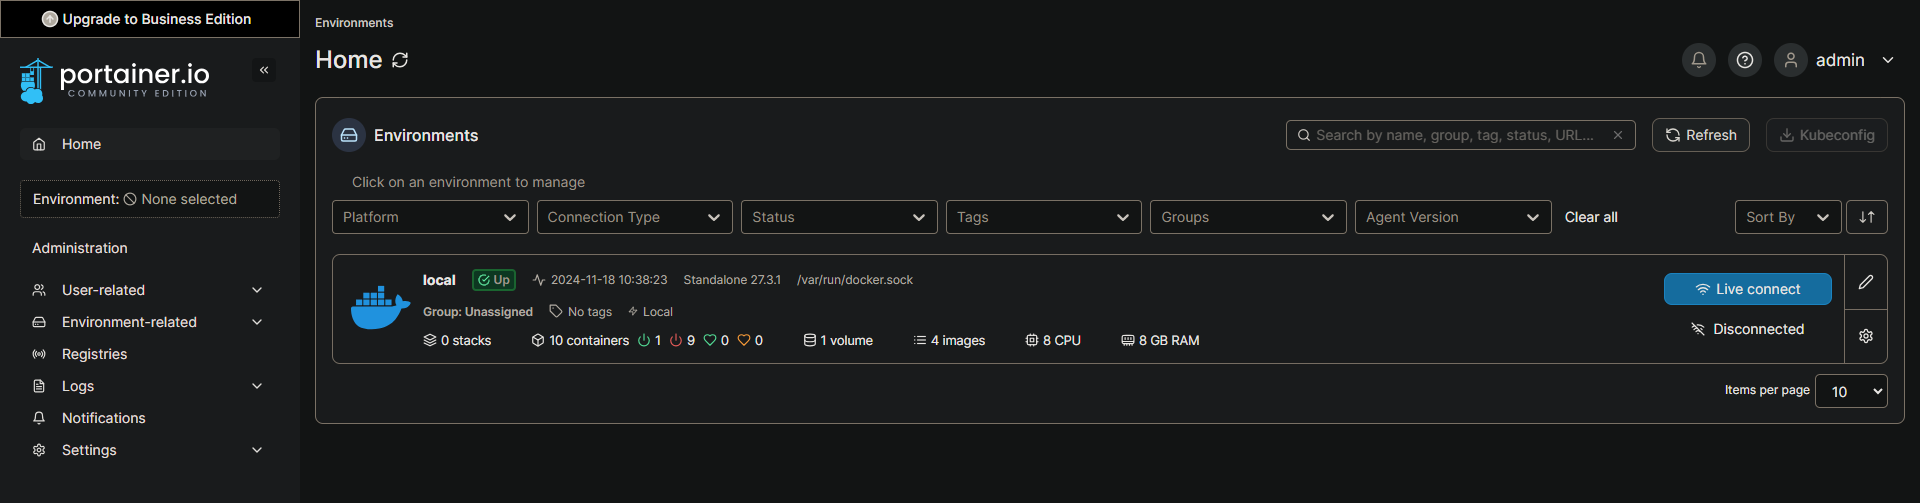 Upgrade to Business Edition
portainer.io
COMMUNITY EDITION
Home
Environment: None selected
Administration
User-related
Environment-related
Registries
Logs
Notifications
Settings
Environments
Home
admin
Environments
Search by name, group, tag, status, URL...
Refresh
Kubeconfig
Click on an environment to manage
Platform
Connection Type
Status
Tags
Groups
Agent Version
Clear all
Sort By
local Up 2024-11-18 10:38:23 Standalone 27.3.1 /var/run/docker.sock
Group: Unassigned No tags Local
0 stacks 10 containers 1 9 0 0 1 volume 4 images 8 CPU 8 GB RAM
Live connect
Disconnected
Items per page 10